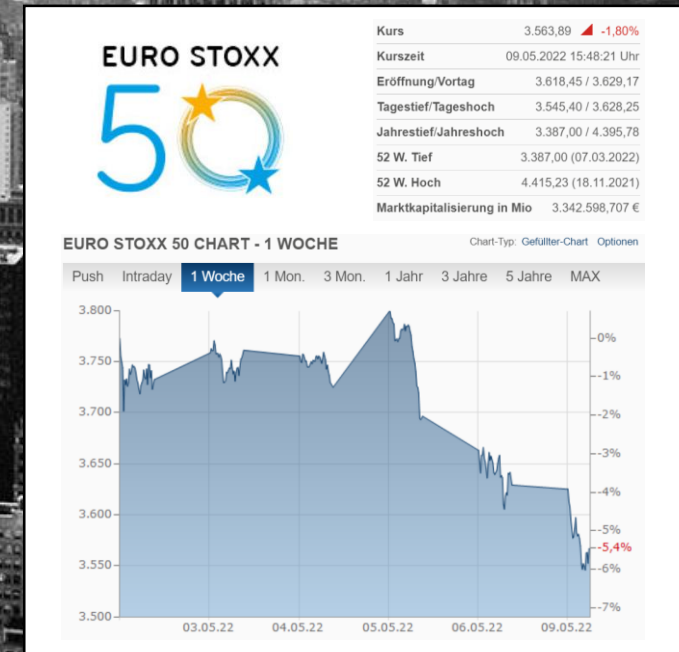 EURO STOXX
50
Kurs 3.563,89 -1,80%
Kurszeit 09.05.2022 15:48:21 Uhr
Eröffnung/Vortag 3.618,45 / 3.629,17
Tagestief/Tageshoch 3.545,40 / 3.628,25
Jahrestief/Jahreshoch 3.387,00 / 4.395,78
52 W. Tief 3.387,00 (07.03.2022)
52 W. Hoch 4.415,23 (18.11.2021)
Marktkapitalisierung in Mio 3.342.598,707 €
EURO STOXX 50 CHART - 1 WOCHE
Chart-Typ: Gefüllter-Chart Optionen
Push Intraday 1 Woche 1 Mon. 3 Mon. 1 Jahr 3 Jahre 5 Jahre MAX
3.800
0%
3.750
-1%
3.700
-2%
3.650
-3%
-4%
3.600
-5%
-5,4%
3.550
-6%
-7%
3.500
03.05.22 04.05.22 05.05.22 06.05.22 09.05.22